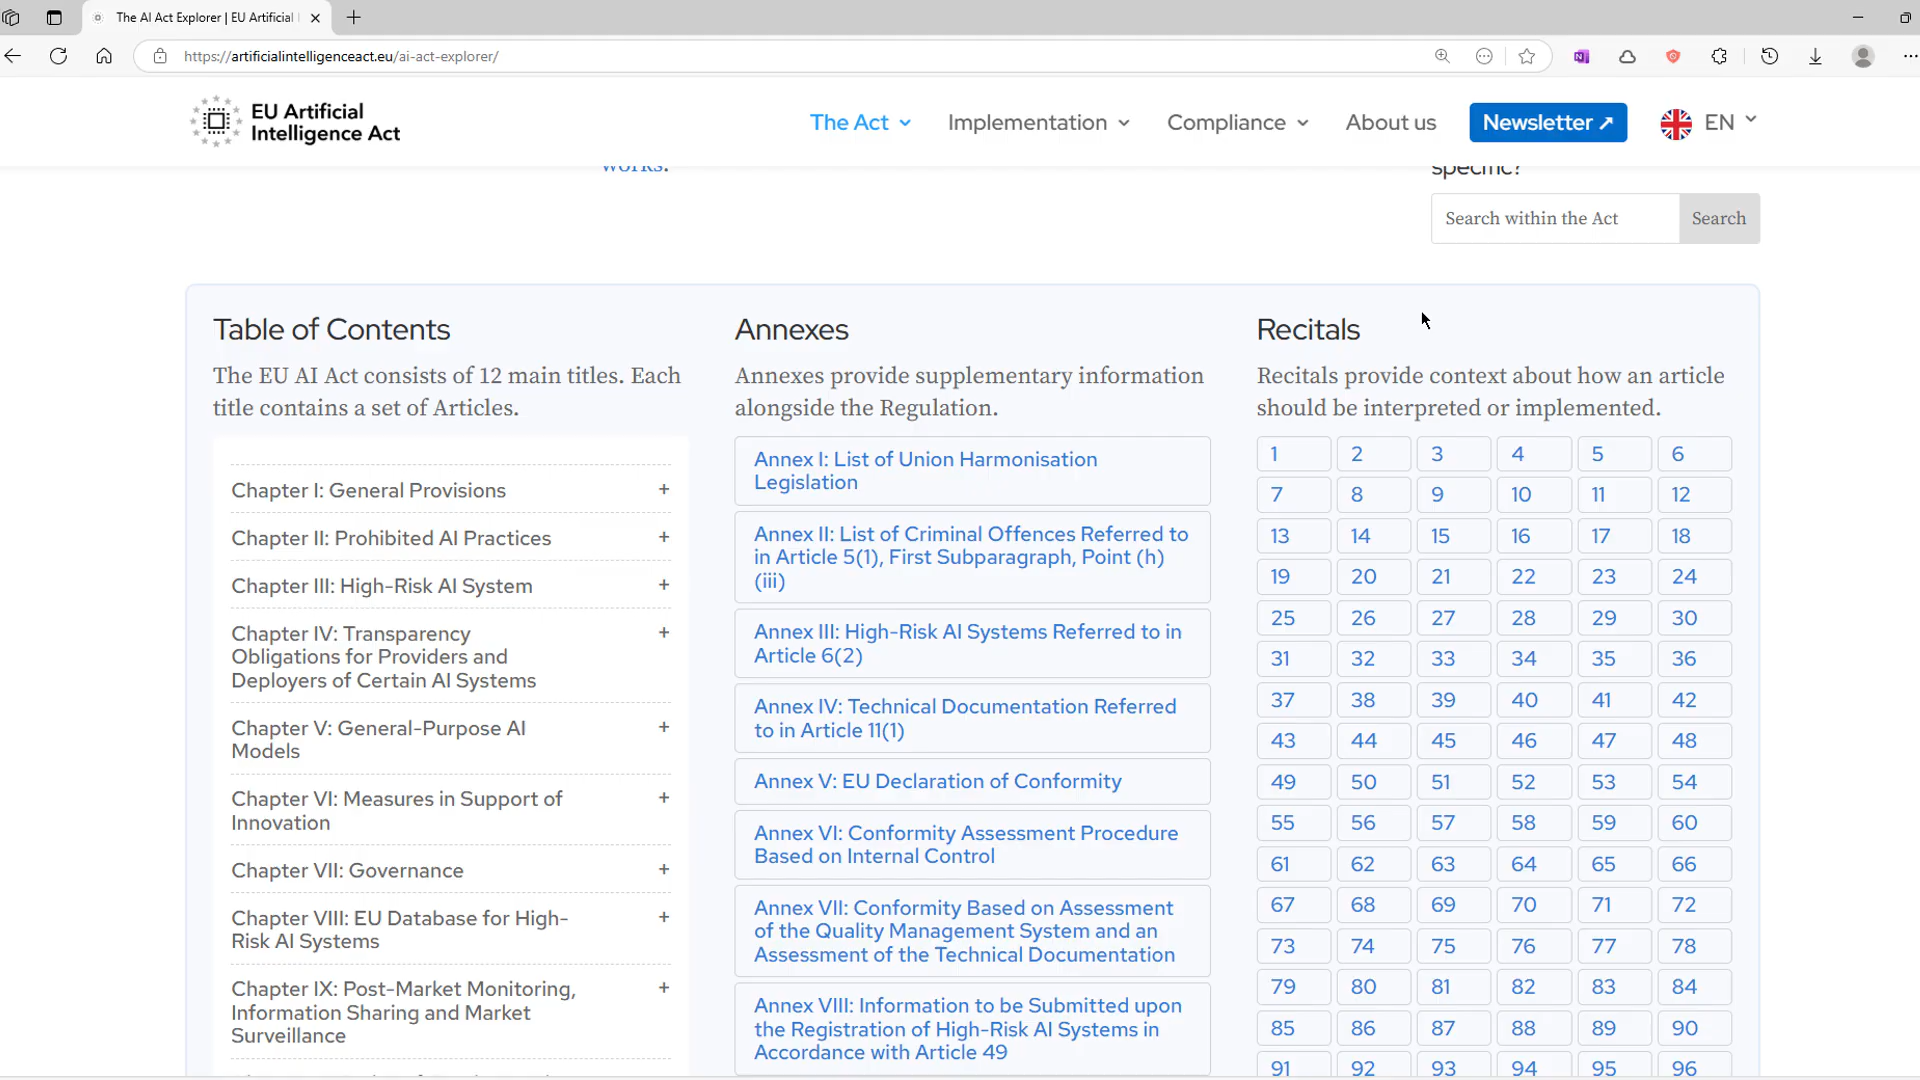 The AI Act Explorer | EU Artificial
https://artificialintelligenceact.eu/ai-act-explorer/
EU Artificial
Intelligence Act
The Act
Implementation
Compliance
About us
Newsletter ↗
EN
works.
specific?
Search within the Act
Search
Table of Contents
The EU AI Act consists of 12 main titles. Each
title contains a set of Articles.
Chapter I: General Provisions +
Chapter II: Prohibited AI Practices +
Chapter III: High-Risk AI System +
Chapter IV: Transparency +
Obligations for Providers and
Deployers of Certain AI Systems
Chapter V: General-Purpose AI +
Models
Chapter VI: Measures in Support of +
Innovation
Chapter VII: Governance +
Chapter VIII: EU Database for High- +
Risk AI Systems
Chapter IX: Post-Market Monitoring, +
Information Sharing and Market
Surveillance
Annexes
Annexes provide supplementary information
alongside the Regulation.
Annex I: List of Union Harmonisation
Legislation
Annex II: List of Criminal Offences Referred to
in Article 5(1), First Subparagraph, Point (h)
(iii)
Annex III: High-Risk AI Systems Referred to in
Article 6(2)
Annex IV: Technical Documentation Referred
to in Article 11(1)
Annex V: EU Declaration of Conformity
Annex VI: Conformity Assessment Procedure
Based on Internal Control
Annex VII: Conformity Based on Assessment
of the Quality Management System and an
Assessment of the Technical Documentation
Annex VIII: Information to be Submitted upon
the Registration of High-Risk AI Systems in
Accordance with Article 49
Recitals
Recitals provide context about how an article
should be interpreted or implemented.
1 2 3 4 5 6
7 8 9 10 11 12
13 14 15 16 17 18
19 20 21 22 23 24
25 26 27 28 29 30
31 32 33 34 35 36
37 38 39 40 41 42
43 44 45 46 47 48
49 50 51 52 53 54
55 56 57 58 59 60
61 62 63 64 65 66
67 68 69 70 71 72
73 74 75 76 77 78
79 80 81 82 83 84
85 86 87 88 89 90
91 92 93 94 95 96